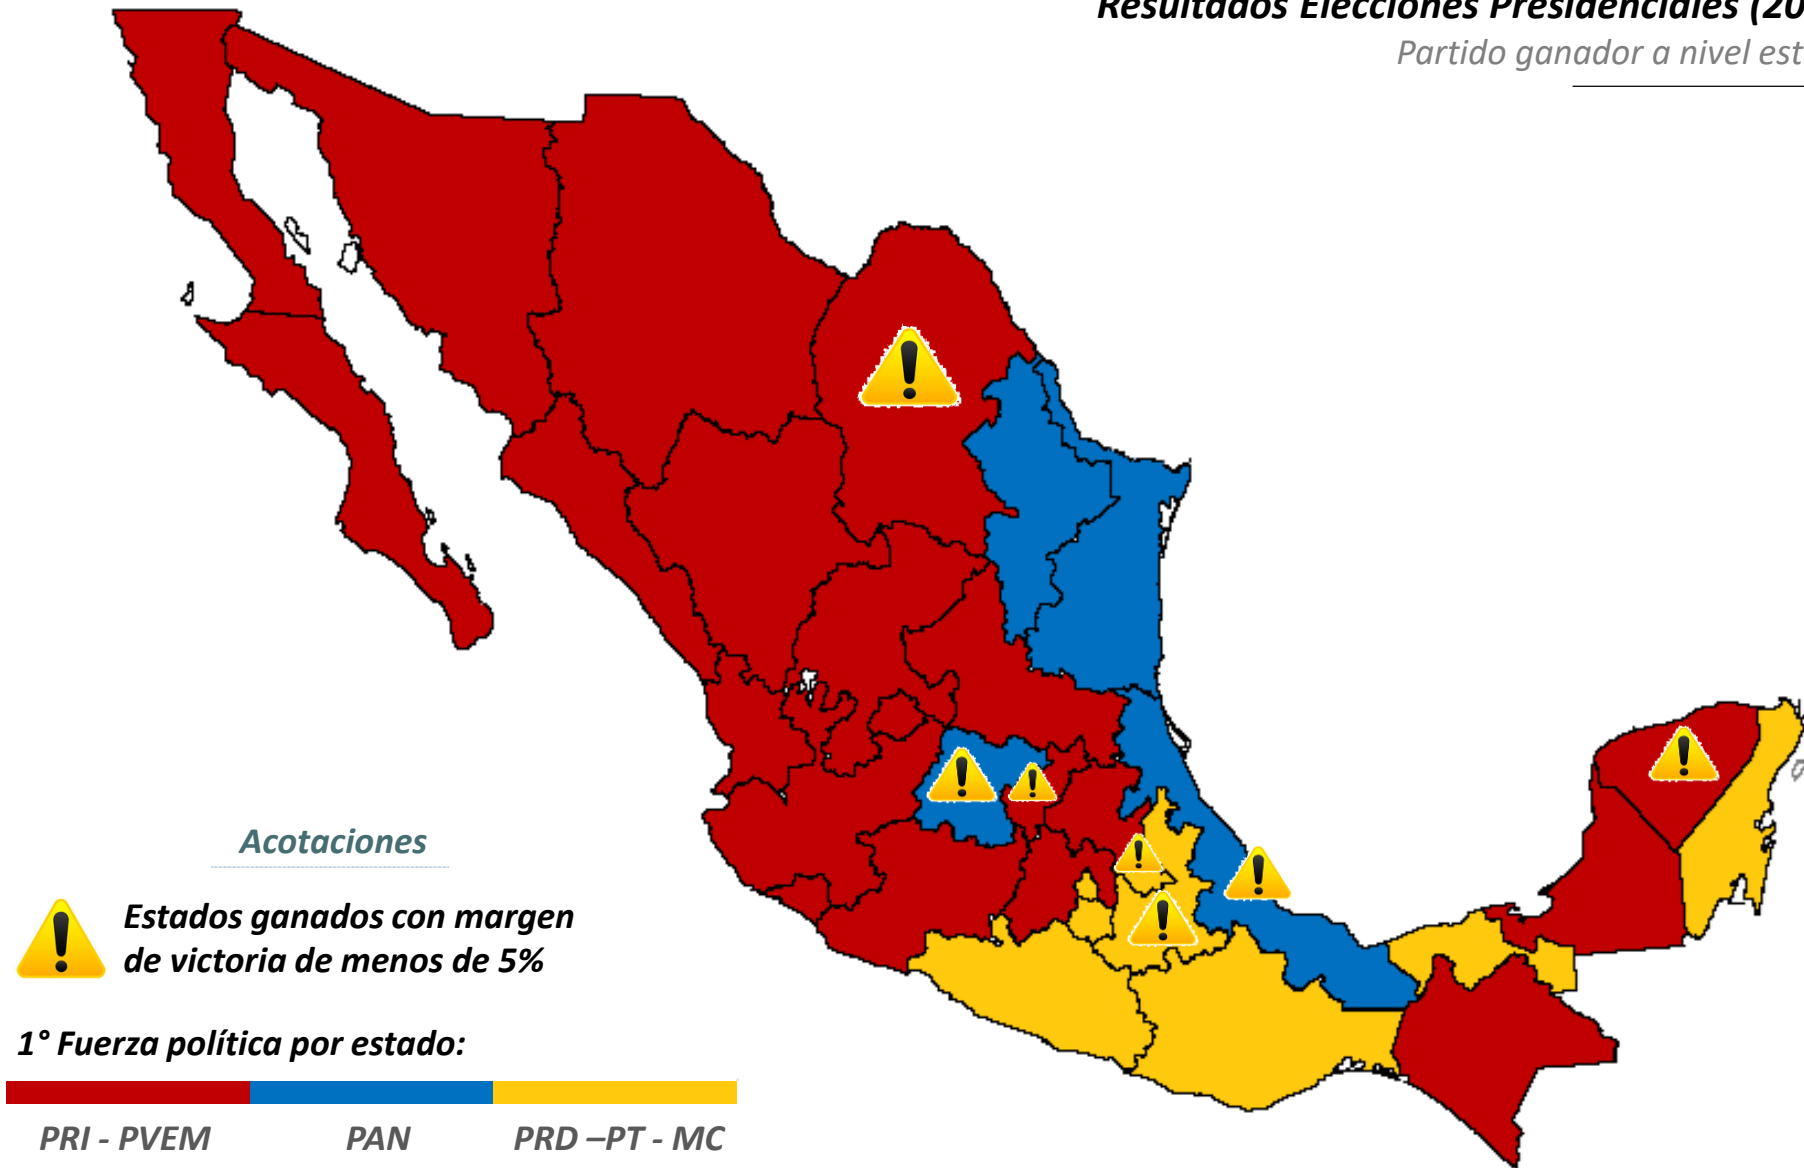 Resultados Elecciones Presidenciales (20
Partido ganador a nivel est
Acotaciones
Estados ganados con margen
de victoria de menos de 5%
1° Fuerza política por estado:
PRI - PVEM
PAN
PRD –PT - MC